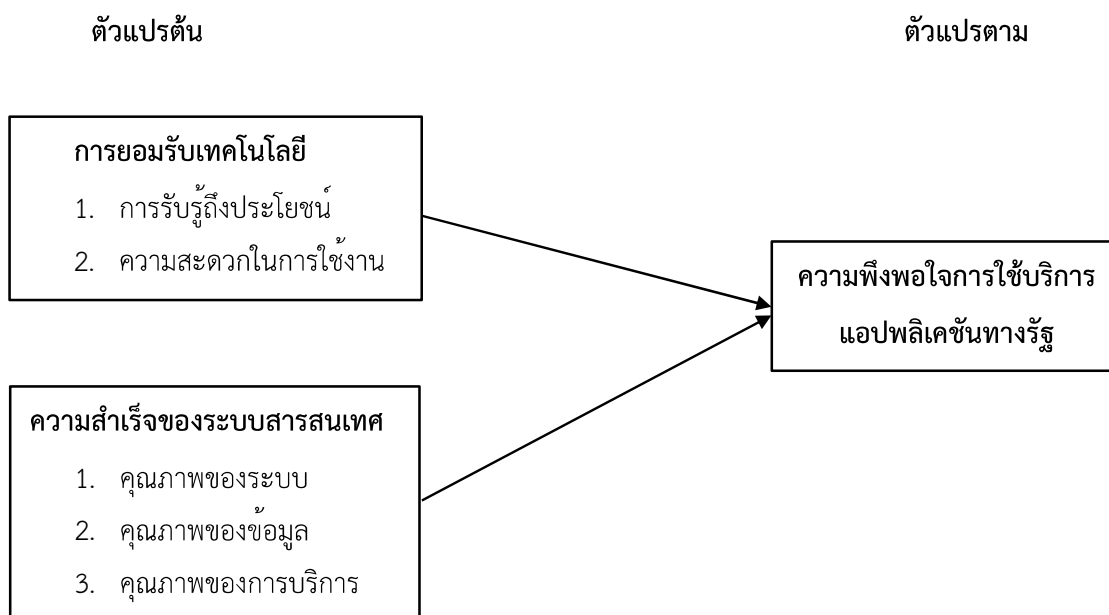 ตัวแปรต้น
ตัวแปรตาม
การยอมรับเทคโนโลยี
1. การรับรู้ถึงประโยชน์
2. ความสะดวกในการใช้งาน
ความพึงพอใจการใช้บริการ
แอปพลิเคชันทางรัฐ
ความสำเร็จของระบบสารสนเทศ
1. คุณภาพของระบบ
2. คุณภาพของข้อมูล
3. คุณภาพของการบริการ